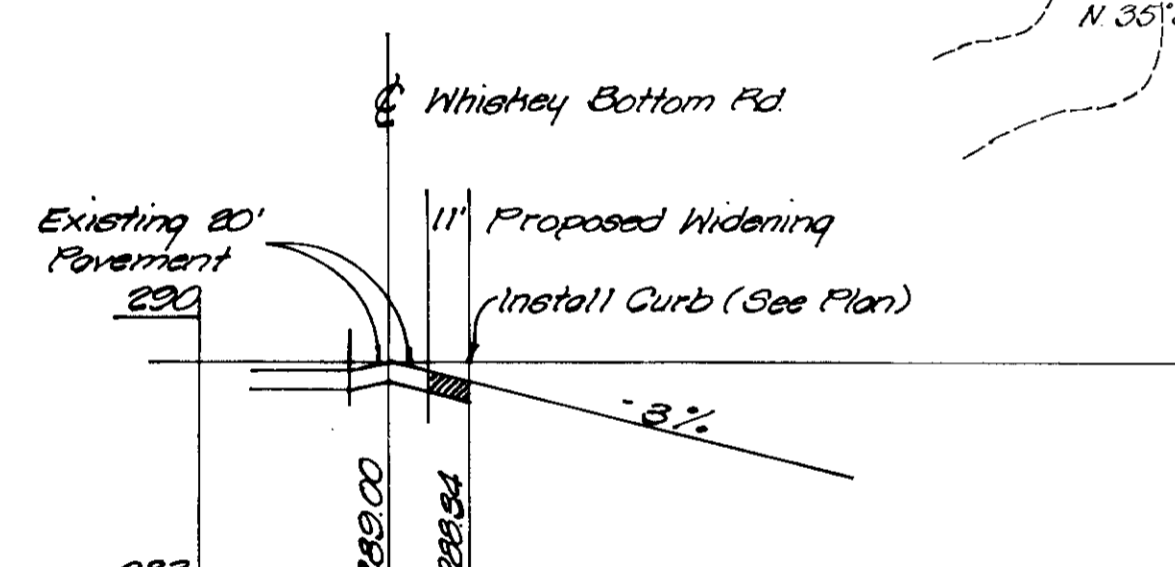 N. 35°
℄ Whiskey Bottom Rd.
Existing 20'
Pavement
11' Proposed Widening
290
Install Curb (See Plan)
-3%
289.00
288.34